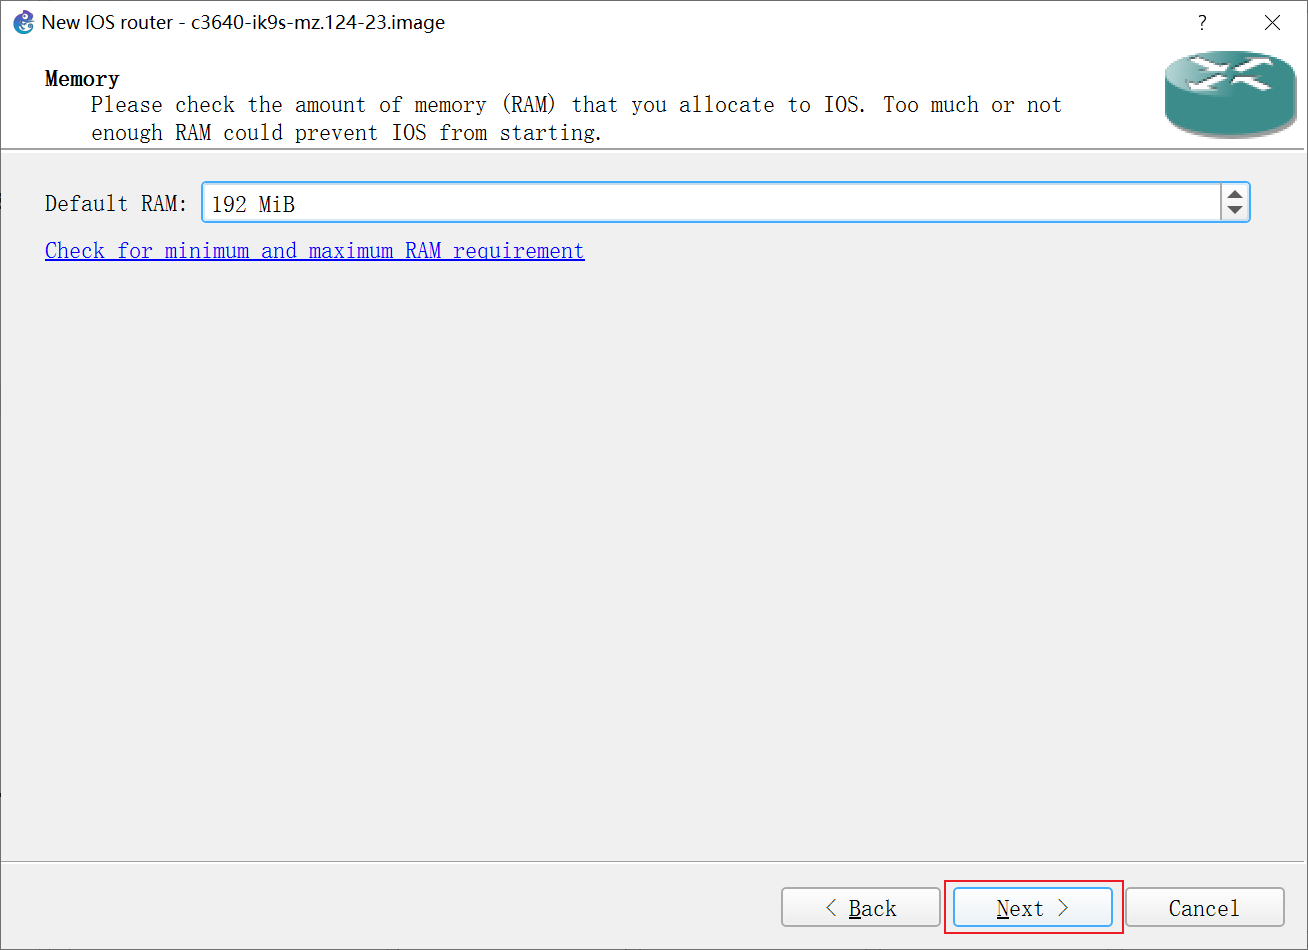 New IOS router - c3640-ik9s-mz.124-23.image
?
Memory
Please check the amount of memory (RAM) that you allocate to IOS. Too much or not
enough RAM could prevent IOS from starting.
Default RAM: 192 MiB
Check for minimum and maximum RAM requirement
< Back Next > Cancel